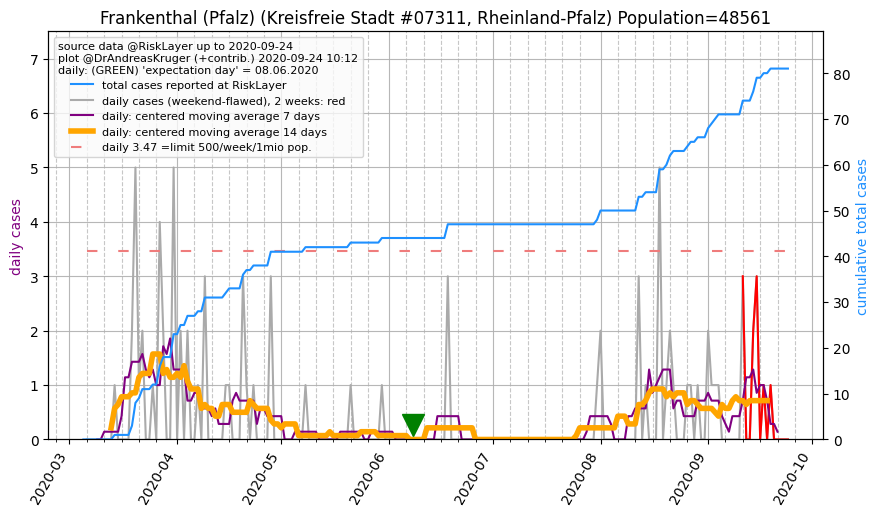 Frankenthal (Pfalz) (Kreisfreie Stadt #07311, Rheinland-Pfalz) Population=48561
source data @RiskLayer up to 2020-09-24
plot @DrAndreasKruger (+contrib.) 2020-09-24 10:12
daily: (GREEN) 'expectation day' = 08.06.2020
total cases reported at RiskLayer
daily cases (weekend-flawed), 2 weeks: red
daily: centered moving average 7 days
daily: centered moving average 14 days
daily 3.47 =limit 500/week/1mio pop.
daily cases
7
6
5
4
3
2
1
0
cumulative total cases
80
70
60
50
40
30
20
10
0
2020-03
2020-04
2020-05
2020-06
2020-07
2020-08
2020-09
2020-10